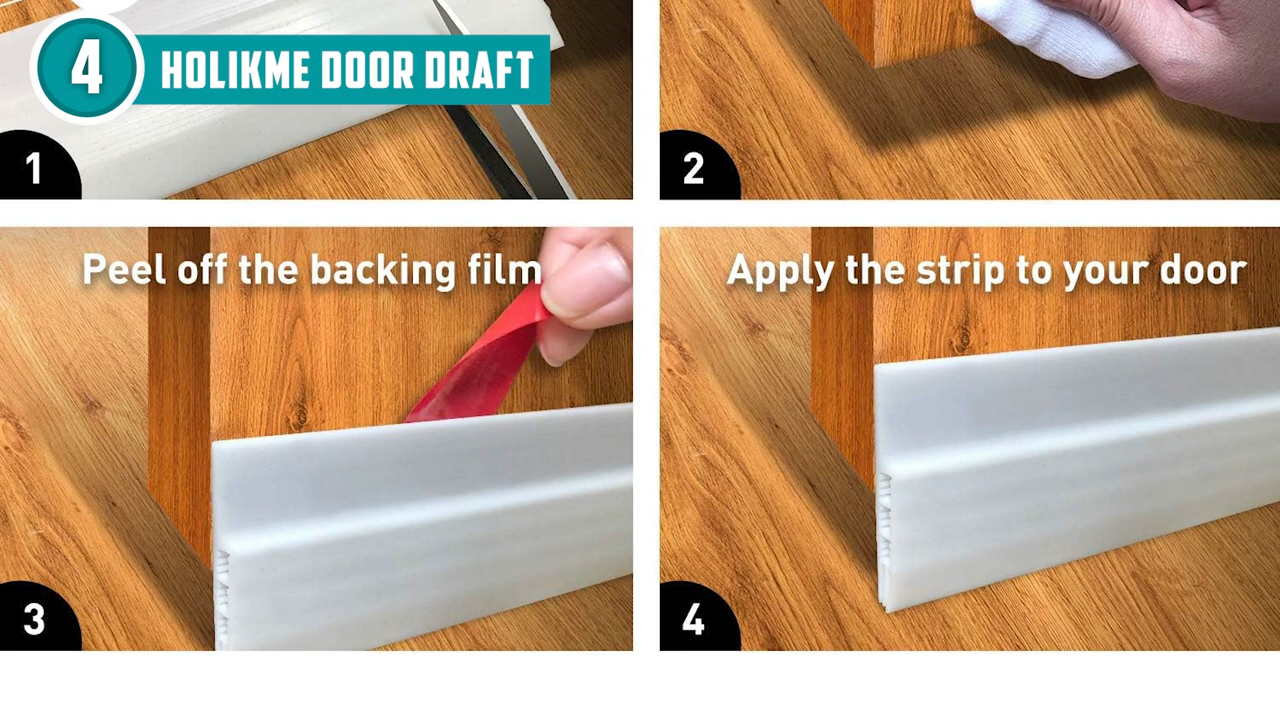 4
HOLIKME DOOR DRAFT
1
2
Peel off the backing film
3
Apply the strip to your door
4